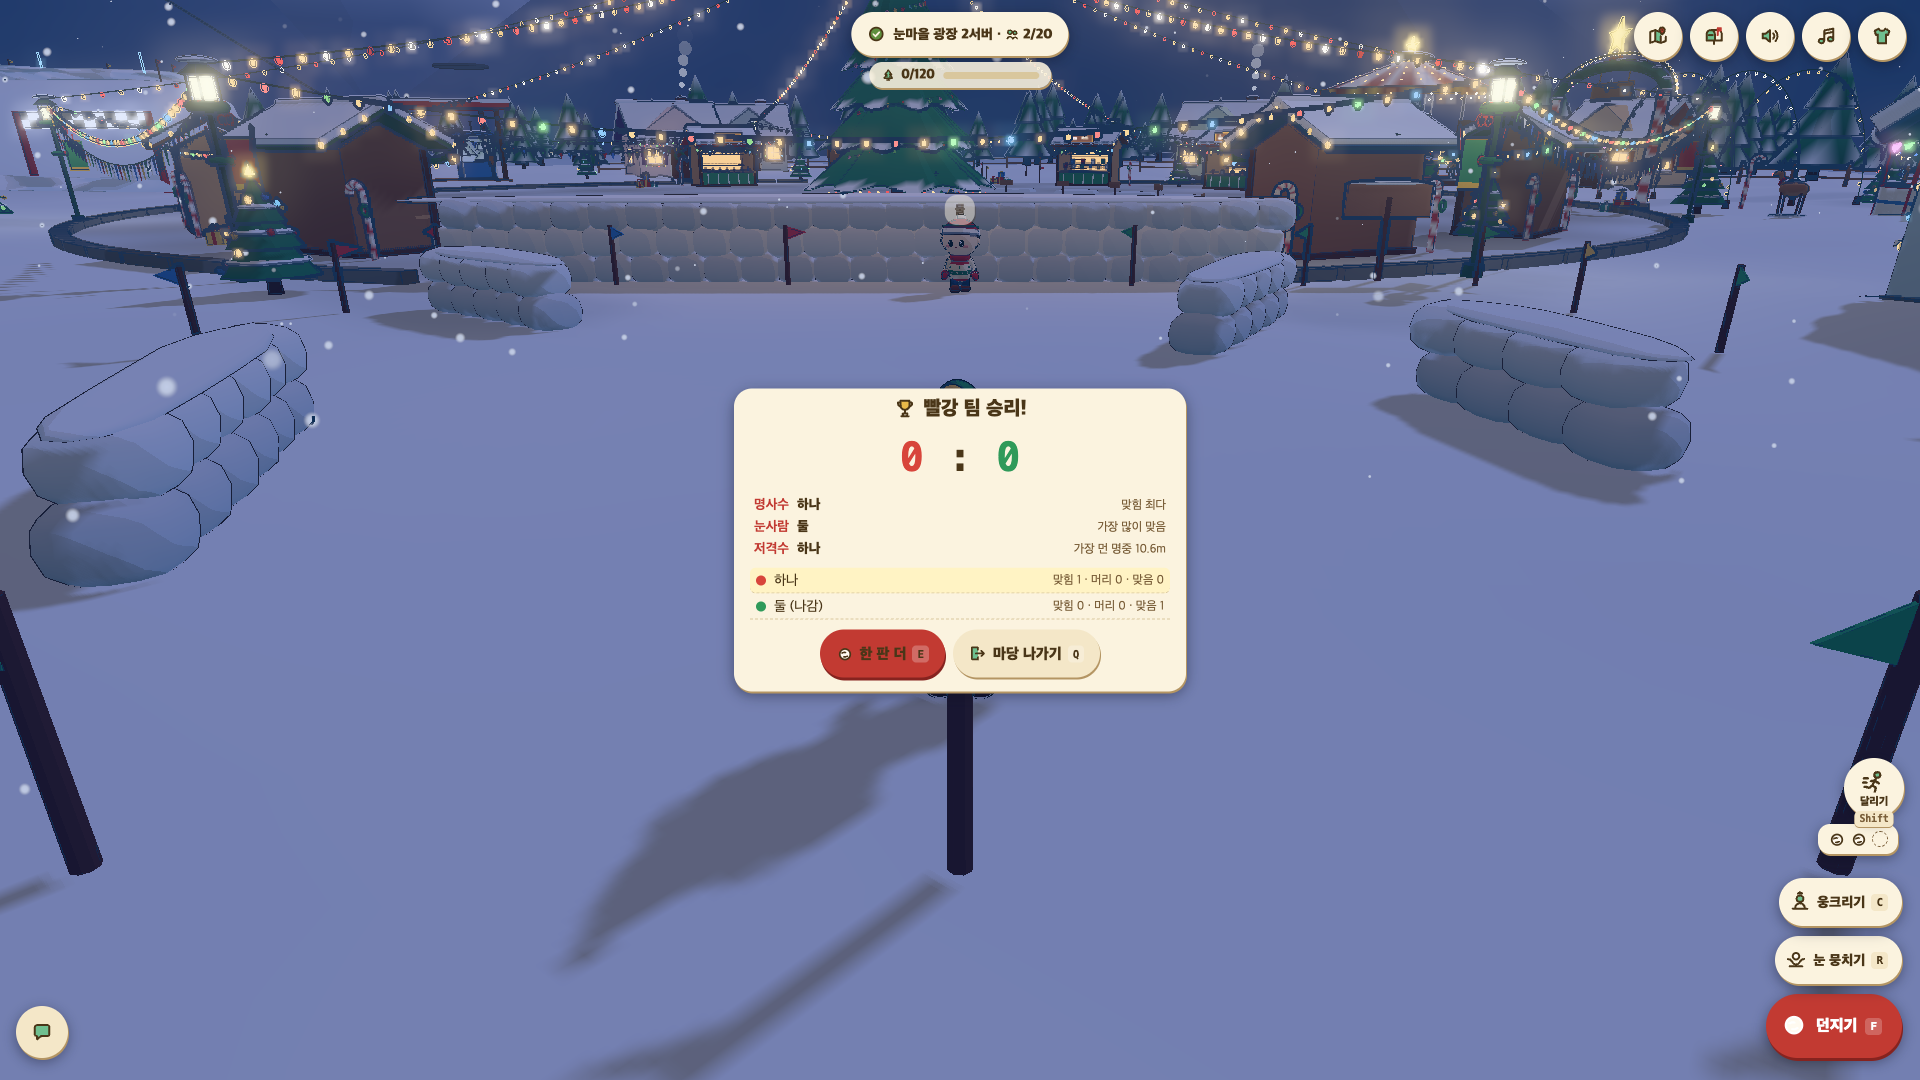 눈마을 광장 2서버 · 2/20
0/120
둘
빨강 팀 승리!
0 : 0
명사수 하나 맞힘 최다
눈사람 둘 가장 많이 맞음
저격수 하나 가장 먼 명중 10.6m
하나 맞힘 1 · 머리 0 · 맞음 0
둘 (나감) 맞힘 0 · 머리 0 · 맞음 1
한 판 더 E
마당 나가기 Q
달리기
Shift
웅크리기 C
눈 뭉치기 R
던지기 F